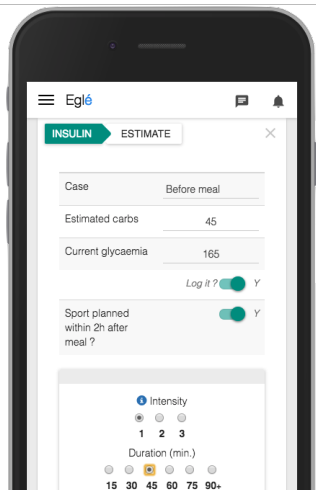 Eglé
INSULIN ESTIMATE
Case Before meal
Estimated carbs 45
Current glycaemia 165
Log it ? Y
Sport planned Y
within 2h after
meal ?
Intensity
1 2 3
Duration (min.)
15 30 45 60 75 90+